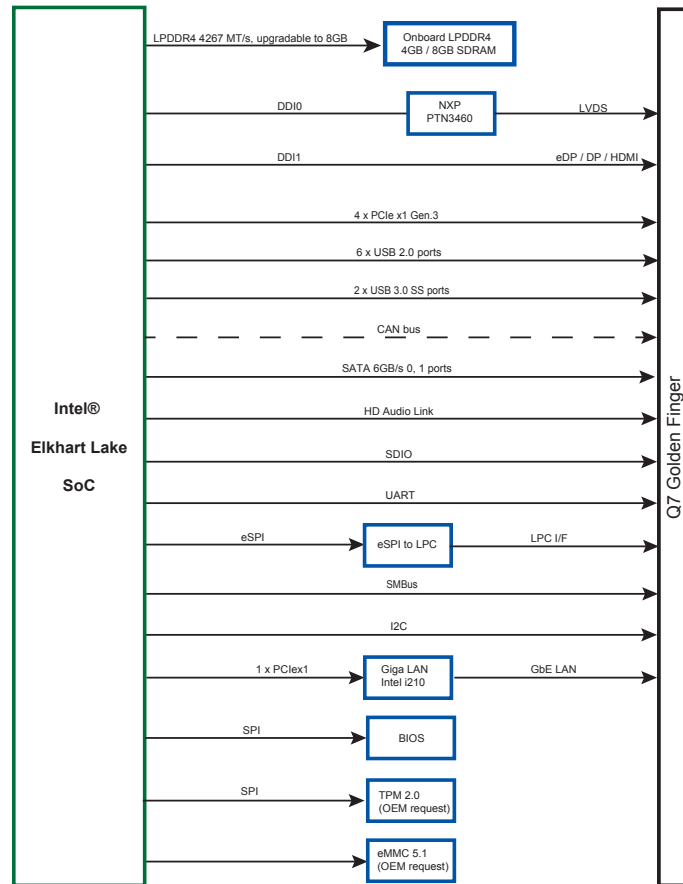 LPDDR4 4267 MT/s, upgradable to 8GB
Onboard LPDDR4
4GB / 8GB SDRAM
DDI0
NXP
PTN3460
LVDS
DDI1
eDP / DP / HDMI
4 x PCIe x1 Gen.3
6 x USB 2.0 ports
2 x USB 3.0 SS ports
CAN bus
SATA 6GB/s 0, 1 ports
Intel®
Elkhart Lake
SoC
HD Audio Link
SDIO
UART
eSPI
eSPI to LPC
LPC I/F
SMBus
I2C
1 x PCIex1
Giga LAN
Intel i210
GbE LAN
SPI
BIOS
SPI
TPM 2.0
(OEM request)
eMMC 5.1
(OEM request)
Q7 Golden Finger